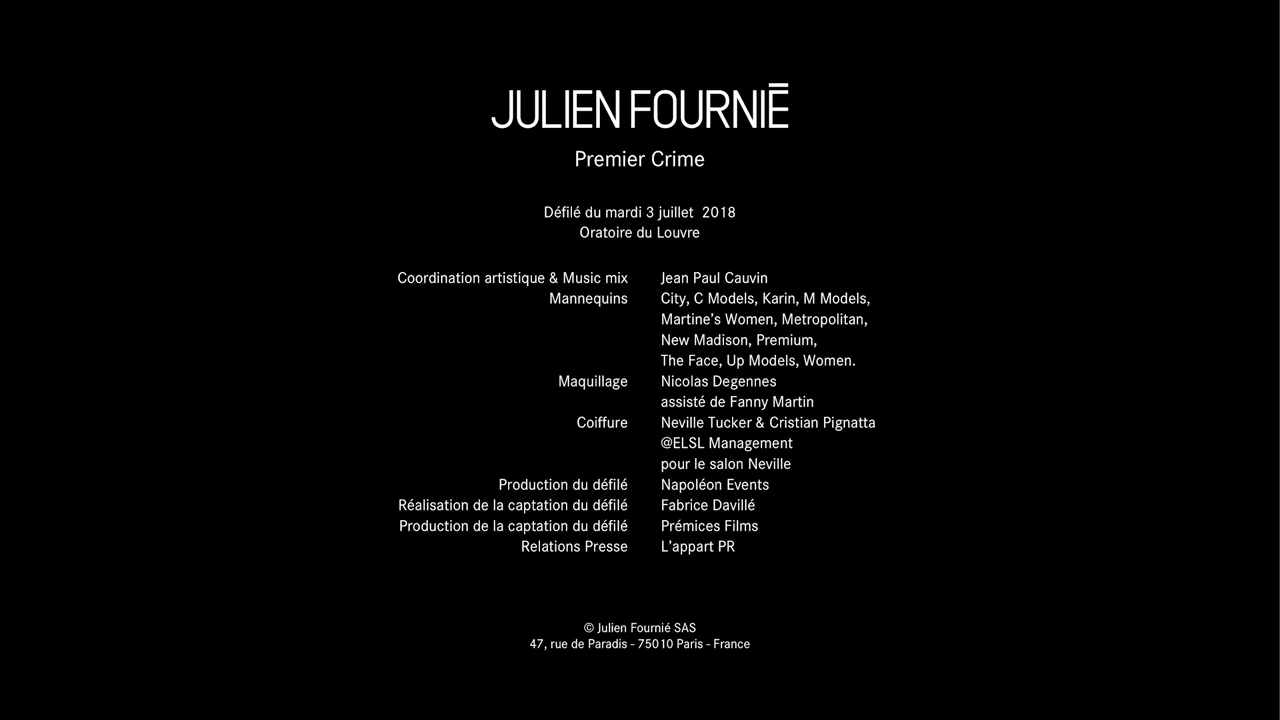 JULIEN FOURNIĒ
Premier Crime
Défilé du mardi 3 juillet 2018
Oratoire du Louvre
Coordination artistique & Music mix Jean Paul Cauvin
Mannequins City, C Models, Karin, M Models,
Martine’s Women, Metropolitan,
New Madison, Premium,
The Face, Up Models, Women.
Maquillage Nicolas Degennes
assisté de Fanny Martin
Coiffure Neville Tucker & Cristian Pignatta
@ELSL Management
pour le salon Neville
Production du défilé Napoléon Events
Réalisation de la captation du défilé Fabrice Davillé
Production de la captation du défilé Prémices Films
Relations Presse L’appart PR
© Julien Fournié SAS
47, rue de Paradis - 75010 Paris - France